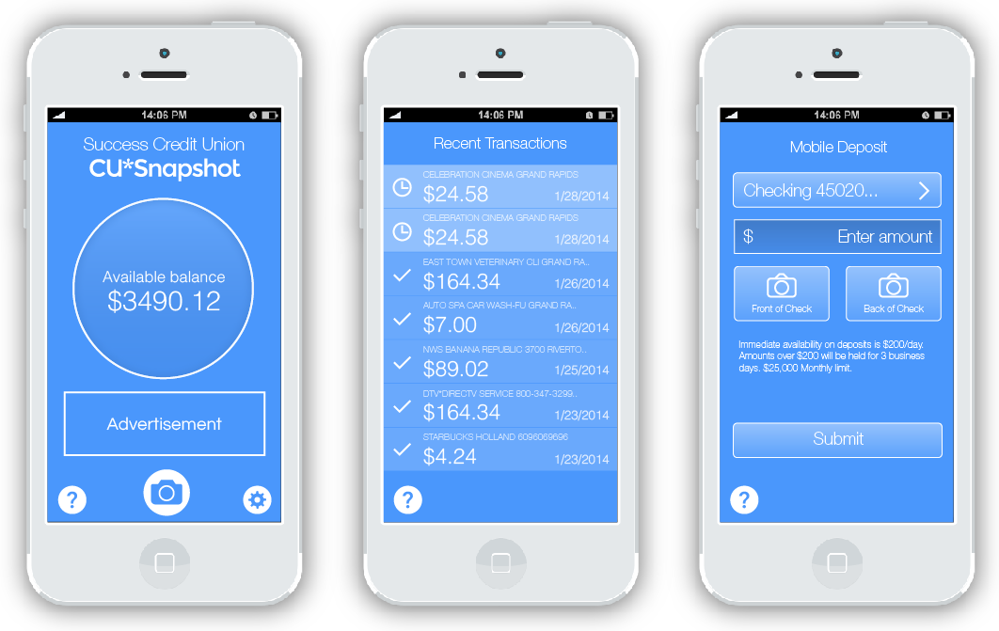 14:06 PM
Success Credit Union
CU*Snapshot
Available balance
$3490.12
Advertisement
?
14:06 PM
Recent Transactions
CELEBRATION CINEMA GRAND RAPIDS
$24.58 1/28/2014
CELEBRATION CINEMA GRAND RAPIDS
$24.58 1/28/2014
EAST TOWN VETERINARY CLI GRAND RA..
$164.34 1/26/2014
AUTO SPA CAR WASH-FU GRAND RA..
$7.00 1/26/2014
NWS BANANA REPUBLIC 3700 RIVERTO..
$89.02 1/25/2014
DTV*DIRECTV SERVICE 800-347-3299..
$164.34 1/23/2014
STARBUCKS HOLLAND 6096069696
$4.24 1/23/2014
?
14:06 PM
Mobile Deposit
Checking 45020...
$ Enter amount
Front of Check Back of Check
Immediate availability on deposits is $200/day.
Amounts over $200 will be held for 3 business
days. $25,000 Monthly limit.
Submit
?